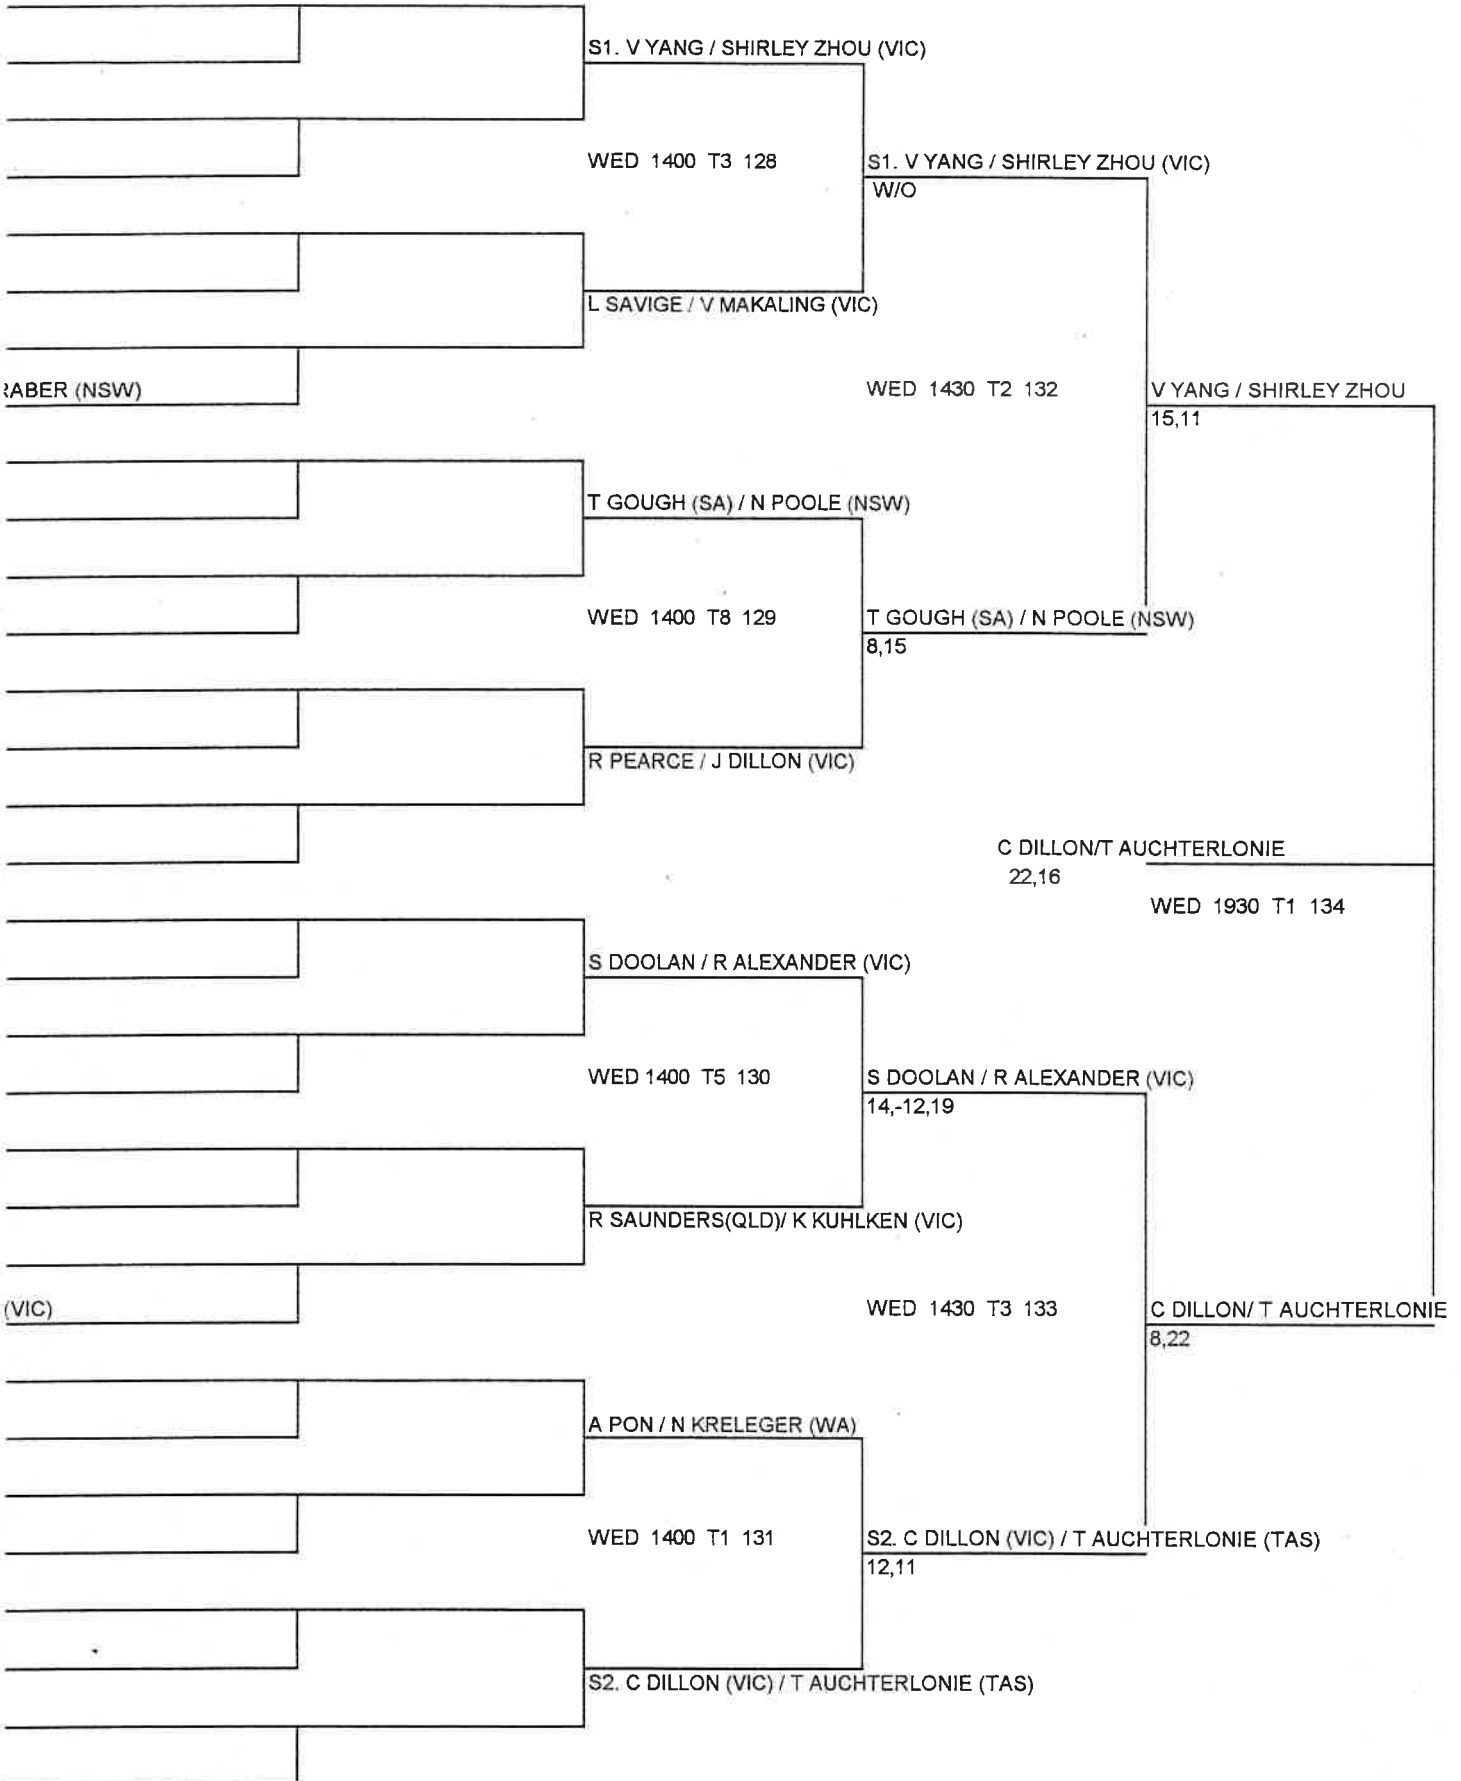 S1. V YANG / SHIRLEY ZHOU (VIC)
WED 1400 T3 128
S1. V YANG / SHIRLEY ZHOU (VIC)
W/O
L SAVIGE / V MAKALING (VIC)
RABER (NSW)
WED 1430 T2 132
V YANG / SHIRLEY ZHOU
15,11
T GOUGH (SA) / N POOLE (NSW)
WED 1400 T8 129
T GOUGH (SA) / N POOLE (NSW)
8,15
R PEARCE / J DILLON (VIC)
C DILLON/T AUCHTERLONIE
22,16
WED 1930 T1 134
S DOOLAN / R ALEXANDER (VIC)
WED 1400 T5 130
S DOOLAN / R ALEXANDER (VIC)
14,-12,19
R SAUNDERS(QLD)/ K KUHLKEN (VIC)
(VIC)
WED 1430 T3 133
C DILLON/ T AUCHTERLONIE
8,22
A PON / N KRELEGER (WA)
WED 1400 T1 131
S2. C DILLON (VIC) / T AUCHTERLONIE (TAS)
12,11
S2. C DILLON (VIC) / T AUCHTERLONIE (TAS)